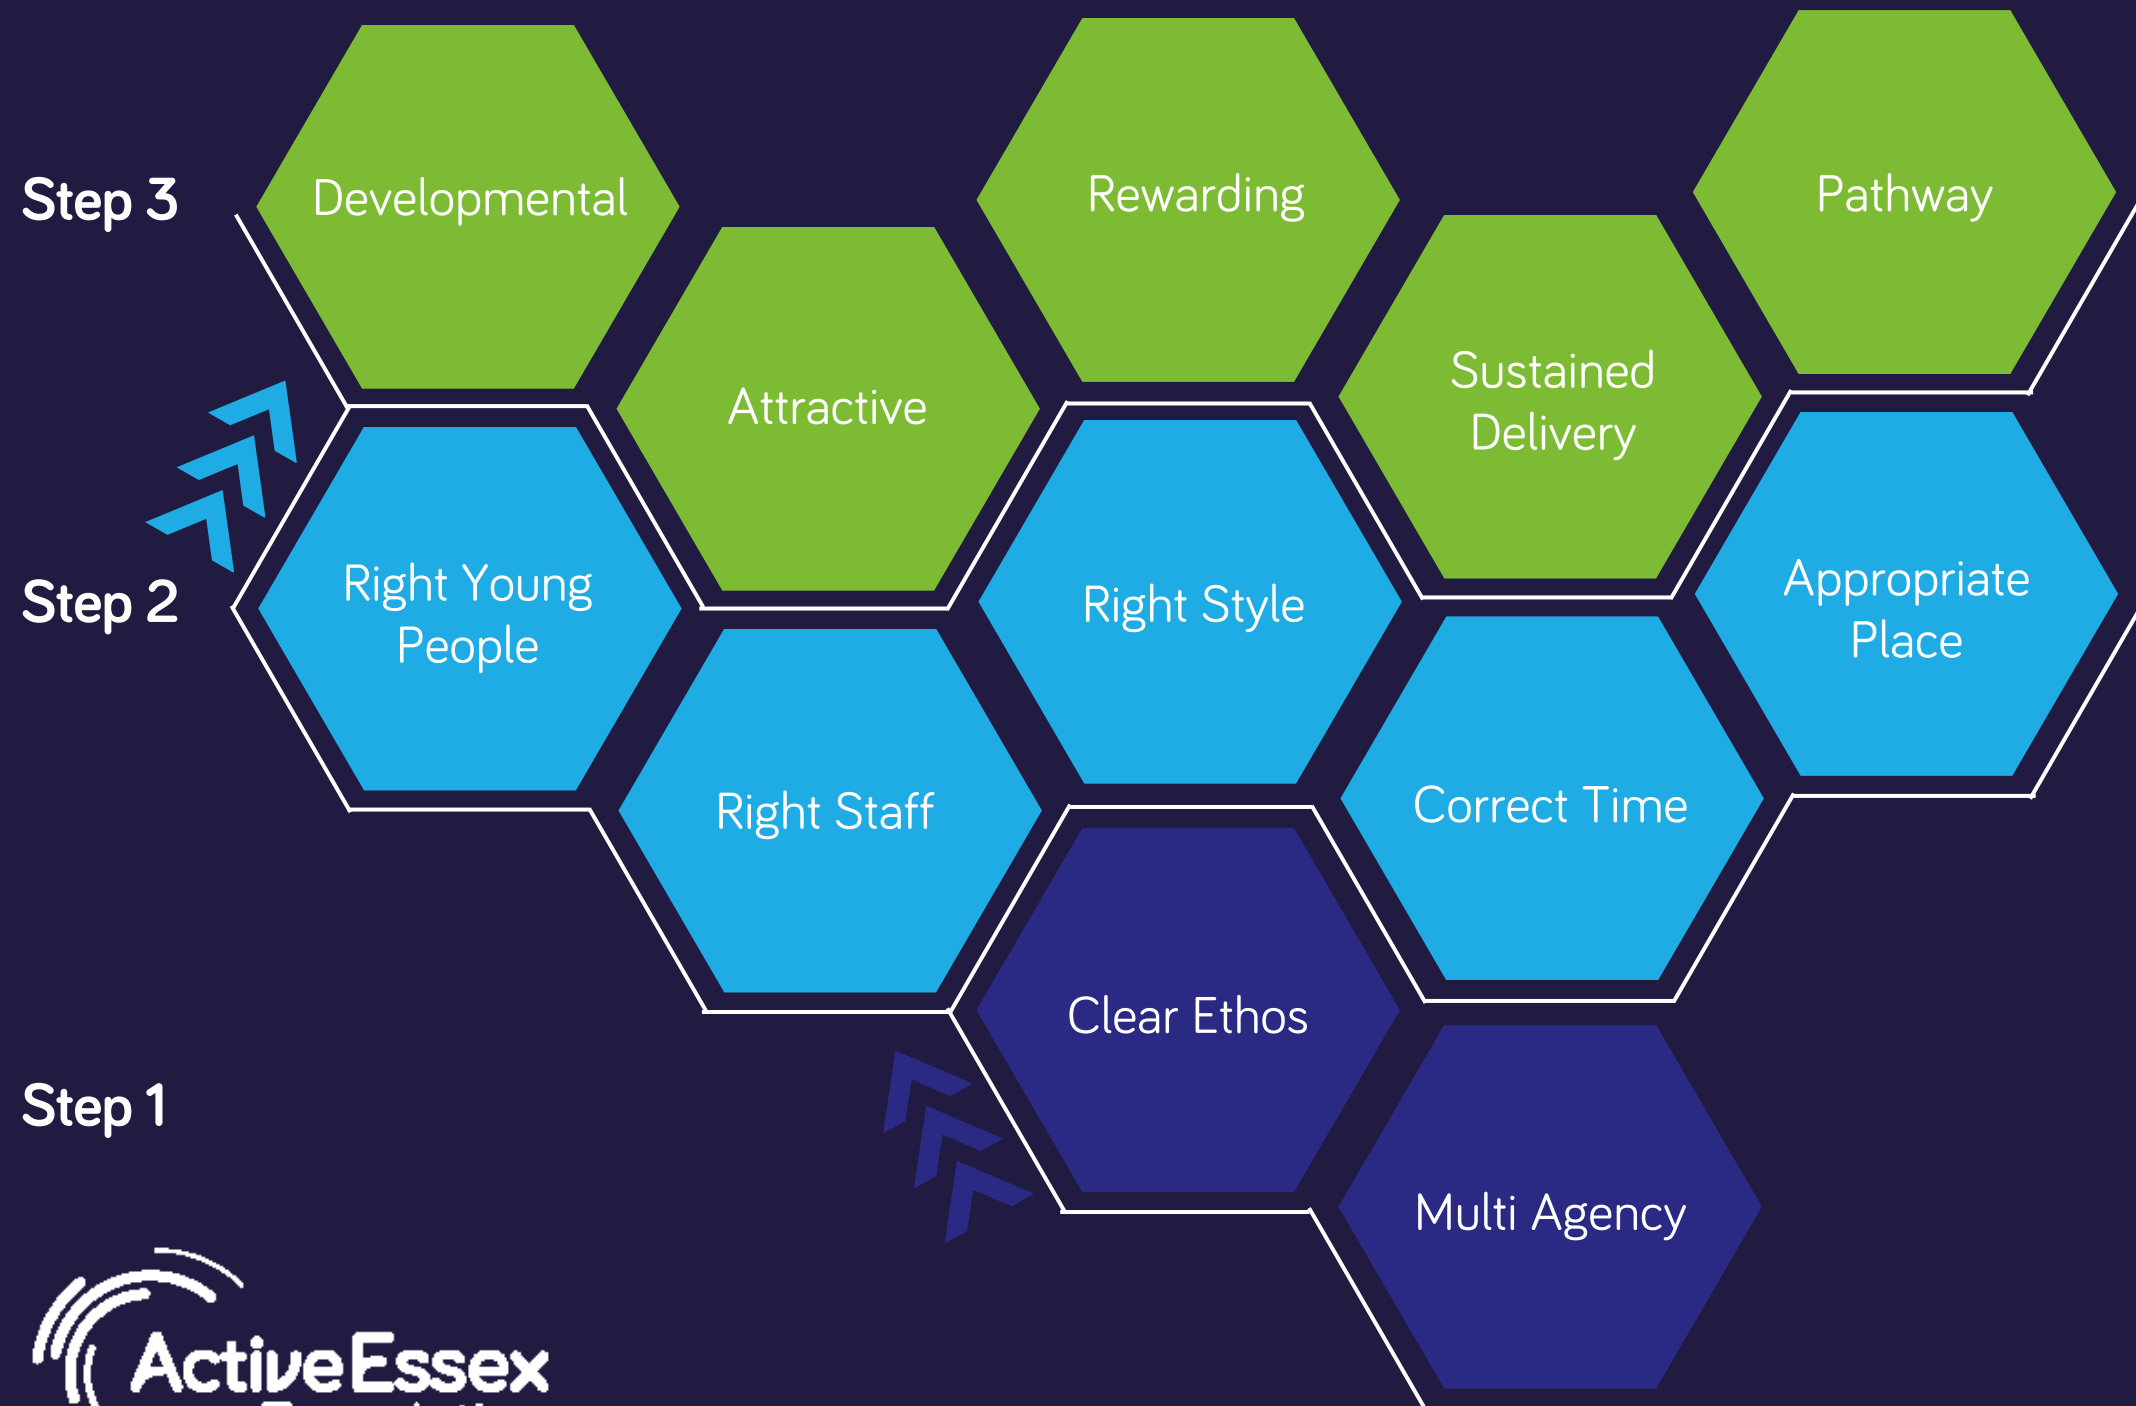 Step 3
Developmental
Rewarding
Pathway
Attractive
Sustained
Delivery
Step 2
Right Young
People
Right Style
Appropriate
Place
Right Staff
Correct Time
Step 1
Clear Ethos
Multi Agency
ActiveEssex